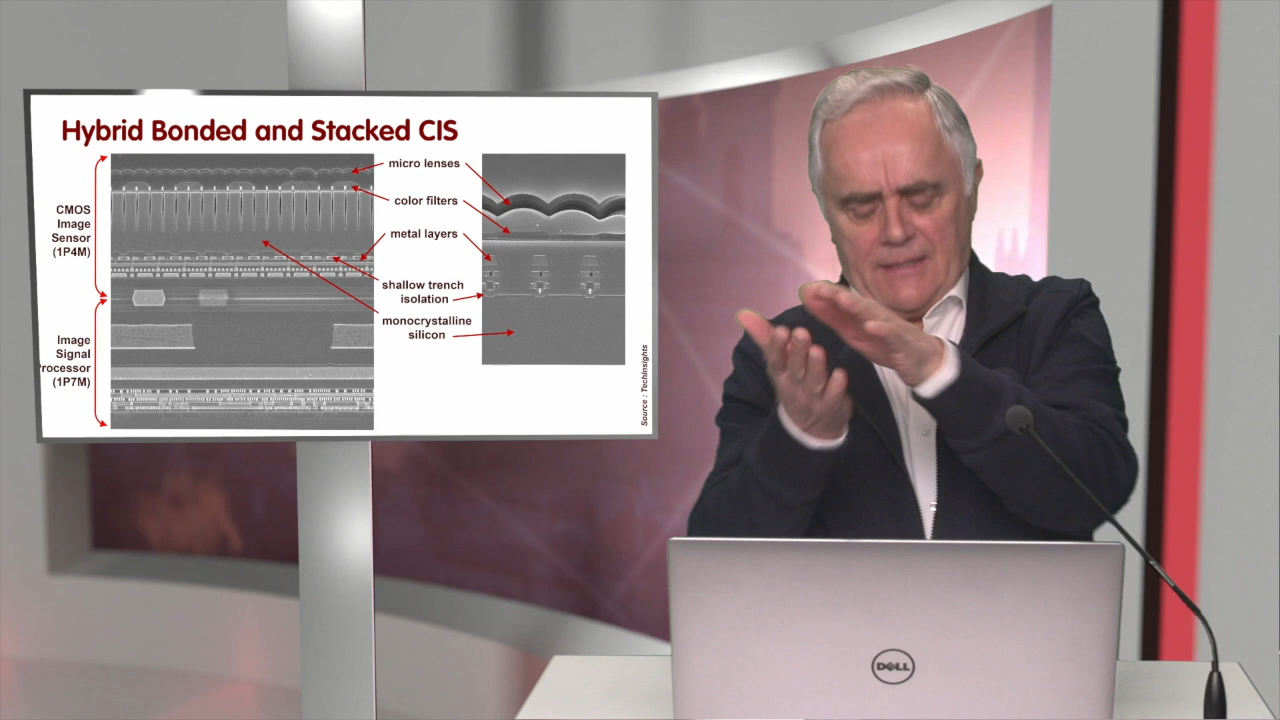 Hybrid Bonded and Stacked CIS
CMOS
Image
Sensor
(1P4M)
Image
Signal
rocessor
(1P7M)
micro lenses
color filters
metal layers
shallow trench
isolation
monocrystalline
silicon
Source : TechInsights
DELL